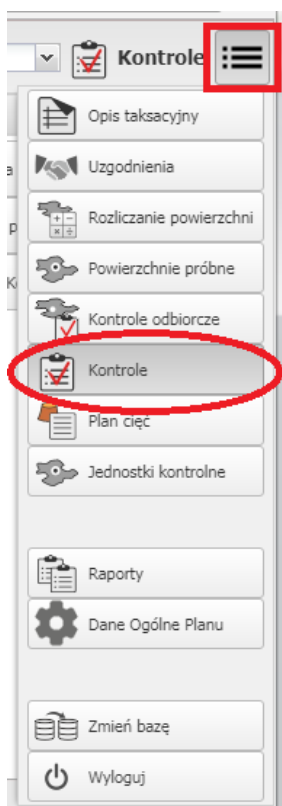 Kontrole
Opis taksacyjny
Uzgodnienia
Rozliczanie powierzchni
Powierzchnie próbne
Kontrole odbiorcze
Kontrole
Plan cięć
Jednostki kontrolne
Raporty
Dane Ogólne Planu
Zmień bazę
Wyloguj